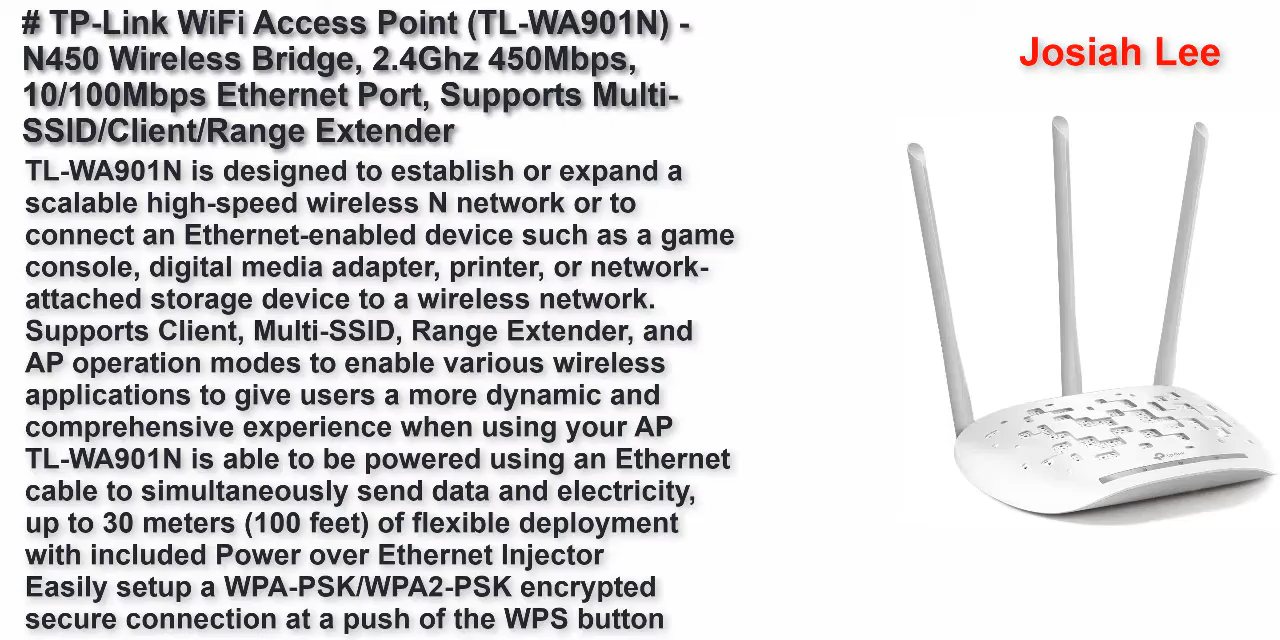 # TP-Link WiFi Access Point (TL-WA901N) -
N450 Wireless Bridge, 2.4Ghz 450Mbps,
10/100Mbps Ethernet Port, Supports Multi-
SSID/Client/Range Extender
TL-WA901N is designed to establish or expand a
scalable high-speed wireless N network or to
connect an Ethernet-enabled device such as a game
console, digital media adapter, printer, or network-
attached storage device to a wireless network.
Supports Client, Multi-SSID, Range Extender, and
AP operation modes to enable various wireless
applications to give users a more dynamic and
comprehensive experience when using your AP
TL-WA901N is able to be powered using an Ethernet
cable to simultaneously send data and electricity,
up to 30 meters (100 feet) of flexible deployment
with included Power over Ethernet Injector
Easily setup a WPA-PSK/WPA2-PSK encrypted
secure connection at a push of the WPS button
Josiah Lee